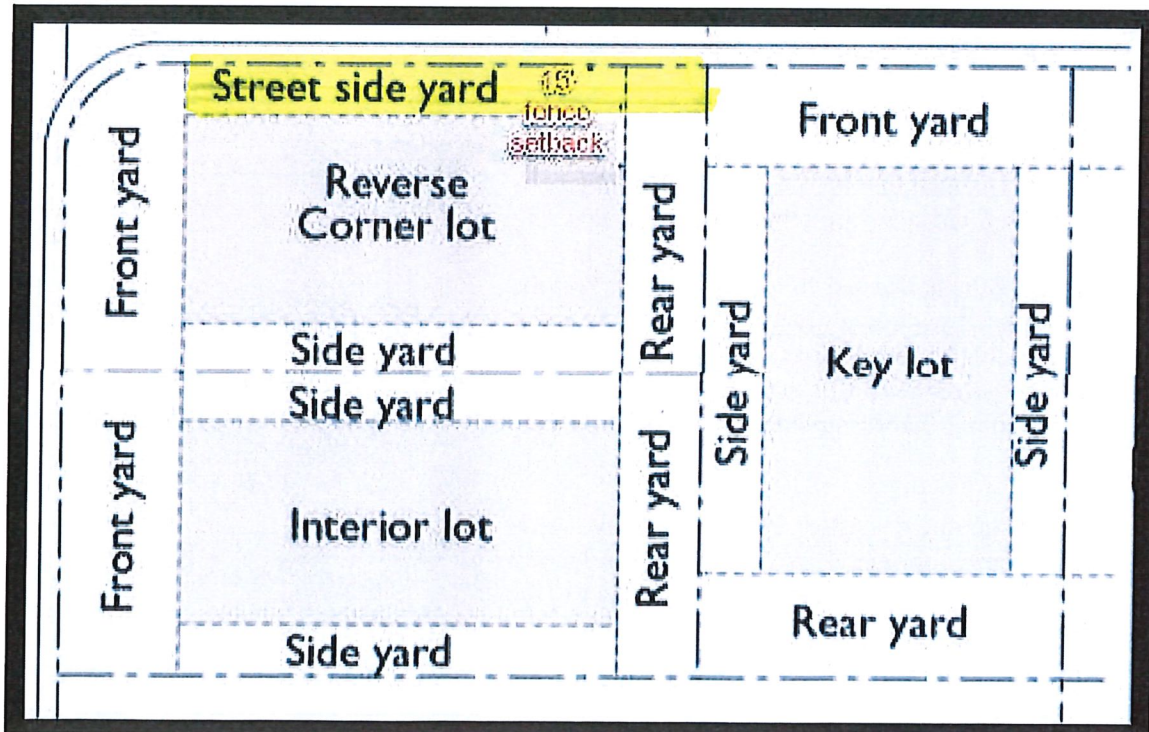 Street side yard
15'
fence
setback
Front yard
Reverse
Corner lot
Front yard
Rear yard
Side yard
Side yard
Side yard
Key lot
Side yard
Front yard
Interior lot
Rear yard
Side yard
Rear yard